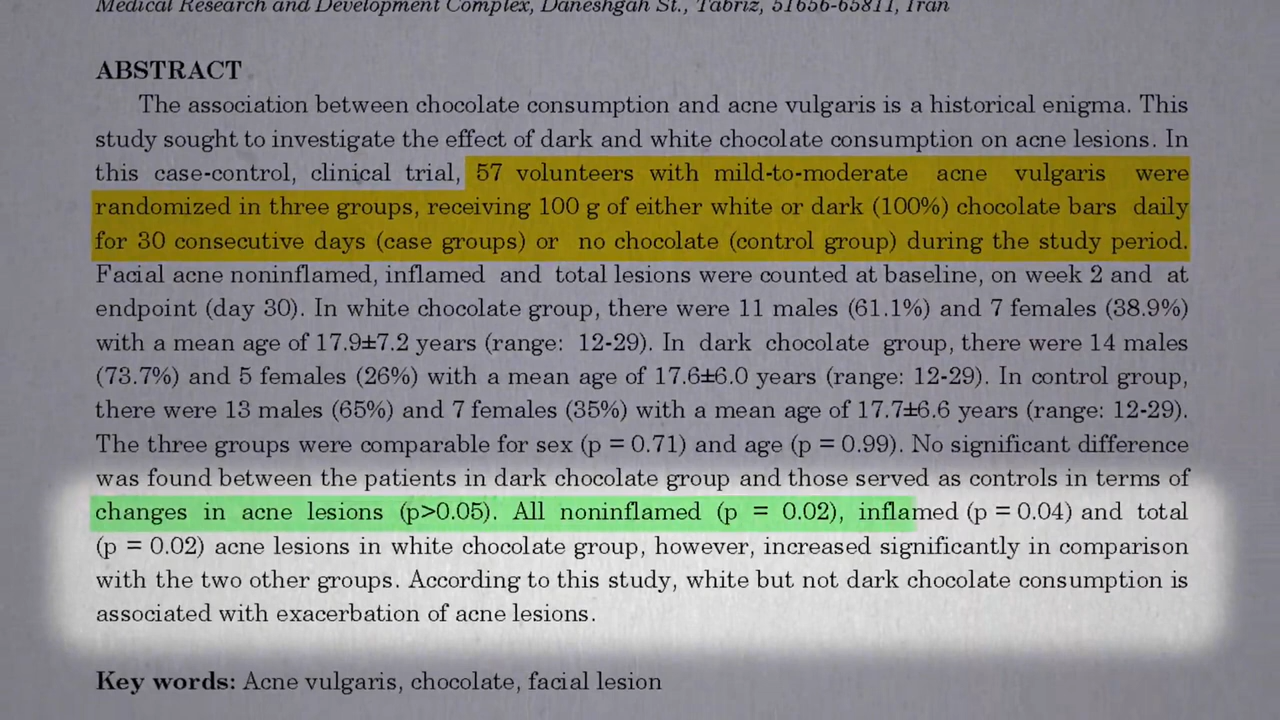 Medical Research and Development Complex, Daneshgah St., Tabriz, 51656-65811, Iran
ABSTRACT
The association between chocolate consumption and acne vulgaris is a historical enigma. This
study sought to investigate the effect of dark and white chocolate consumption on acne lesions. In
this case-control, clinical trial, 57 volunteers with mild-to-moderate acne vulgaris were
randomized in three groups, receiving 100 g of either white or dark (100%) chocolate bars daily
for 30 consecutive days (case groups) or no chocolate (control group) during the study period.
Facial acne noninflamed, inflamed and total lesions were counted at baseline, on week 2 and at
endpoint (day 30). In white chocolate group, there were 11 males (61.1%) and 7 females (38.9%)
with a mean age of 17.9±7.2 years (range: 12-29). In dark chocolate group, there were 14 males
(73.7%) and 5 females (26%) with a mean age of 17.6±6.0 years (range: 12-29). In control group,
there were 13 males (65%) and 7 females (35%) with a mean age of 17.7±6.6 years (range: 12-29).
The three groups were comparable for sex (p = 0.71) and age (p = 0.99). No significant difference
was found between the patients in dark chocolate group and those served as controls in terms of
changes in acne lesions (p>0.05). All noninflamed (p = 0.02), inflamed (p = 0.04) and total
(p = 0.02) acne lesions in white chocolate group, however, increased significantly in comparison
with the two other groups. According to this study, white but not dark chocolate consumption is
associated with exacerbation of acne lesions.
Key words: Acne vulgaris, chocolate, facial lesion